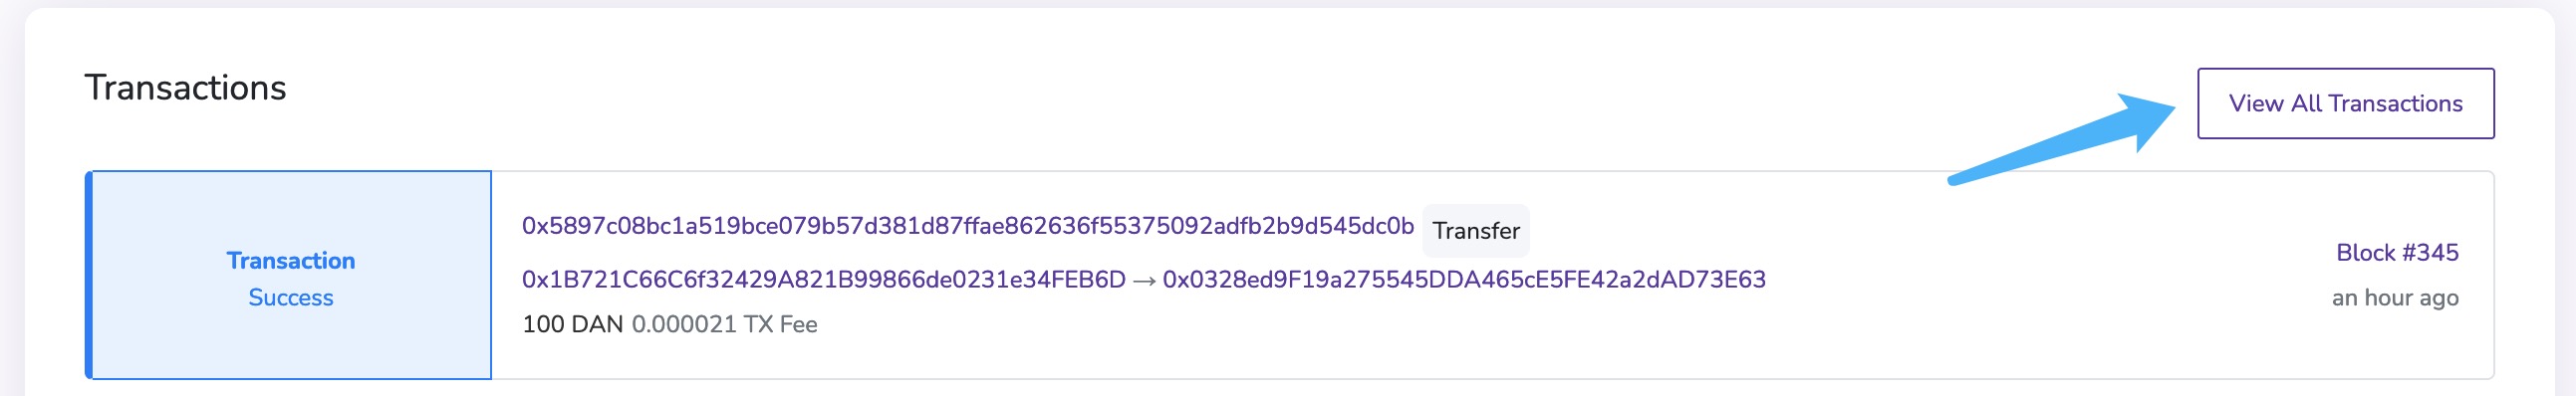 Transactions
View All Transactions
Transaction
Success
0x5897c08bc1a519bce079b57d381d87ffae862636f55375092adfb2b9d545dc0b Transfer
0x1B721C66C6f32429A821B99866de0231e34FEB6D → 0x0328ed9F19a275545DDA465cE5FE42a2dAD73E63
100 DAN 0.000021 TX Fee
Block #345
an hour ago